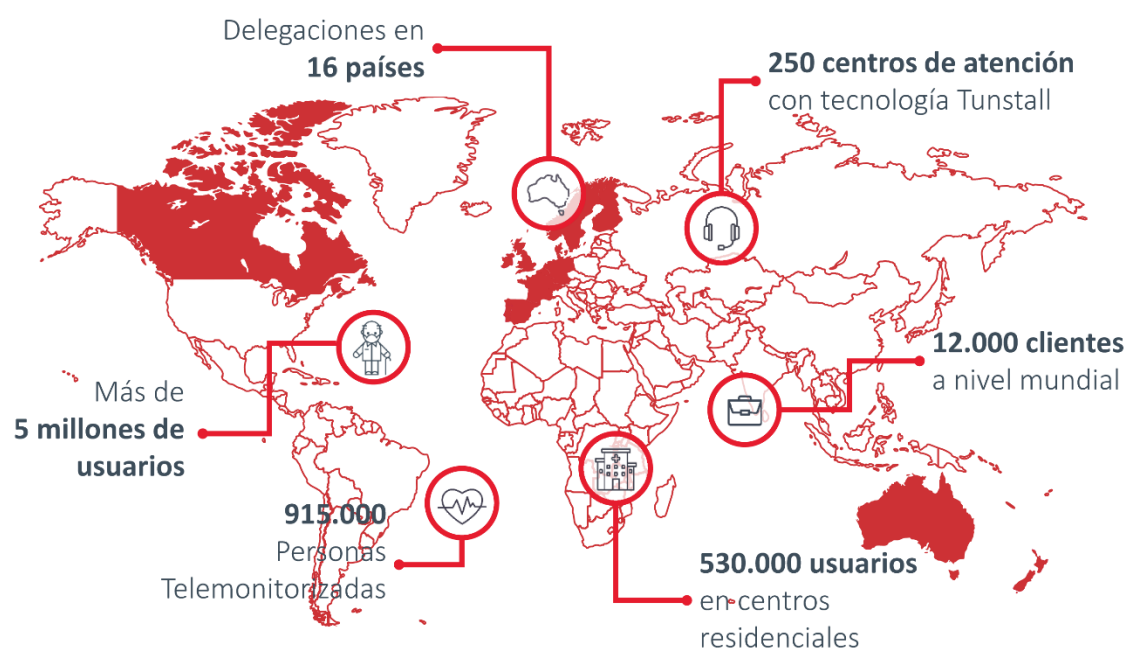 Delegaciones en
16 países
250 centros de atención
con tecnología Tunstall
12.000 clientes
a nivel mundial
Más de
5 millones de
usuarios
915.000
Personas
Telemonitorizadas
530.000 usuarios
en centros
residenciales